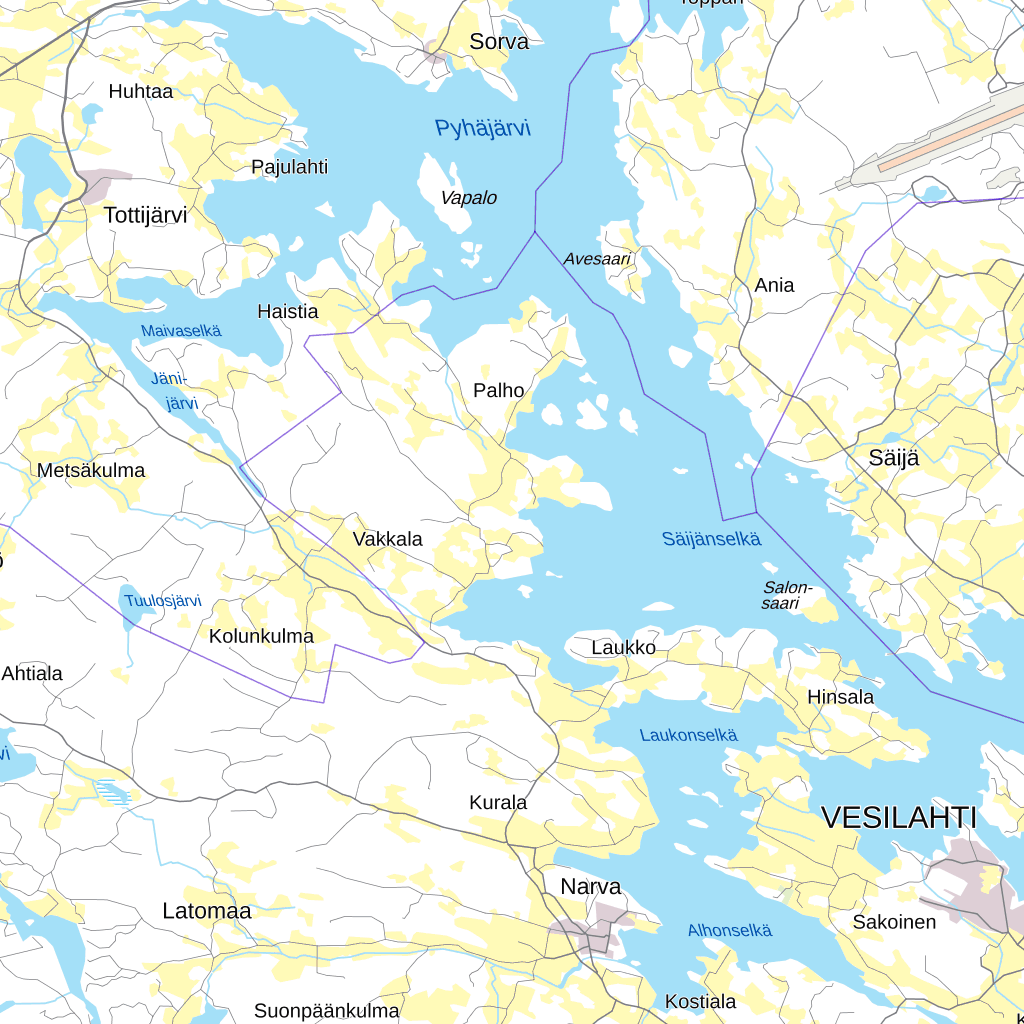 Sorva
Huhtaa
Pyhäjärvi
Pajulahti
Vapalo
Tottijärvi
Avesaari
Ania
Haistia
Maivaselkä
Jäni-
järvi
Palho
Säijä
Metsäkulma
Vakkala
Säijänselkä
Tuulosjärvi
Salon-
saari
Kolunkulma
Laukko
Ahtiala
Hinsala
Laukonselkä
Kurala
VESILAHTI
Narva
Latomaa
Sakoinen
Alhonselkä
Kostiala
Suonpäänkulma